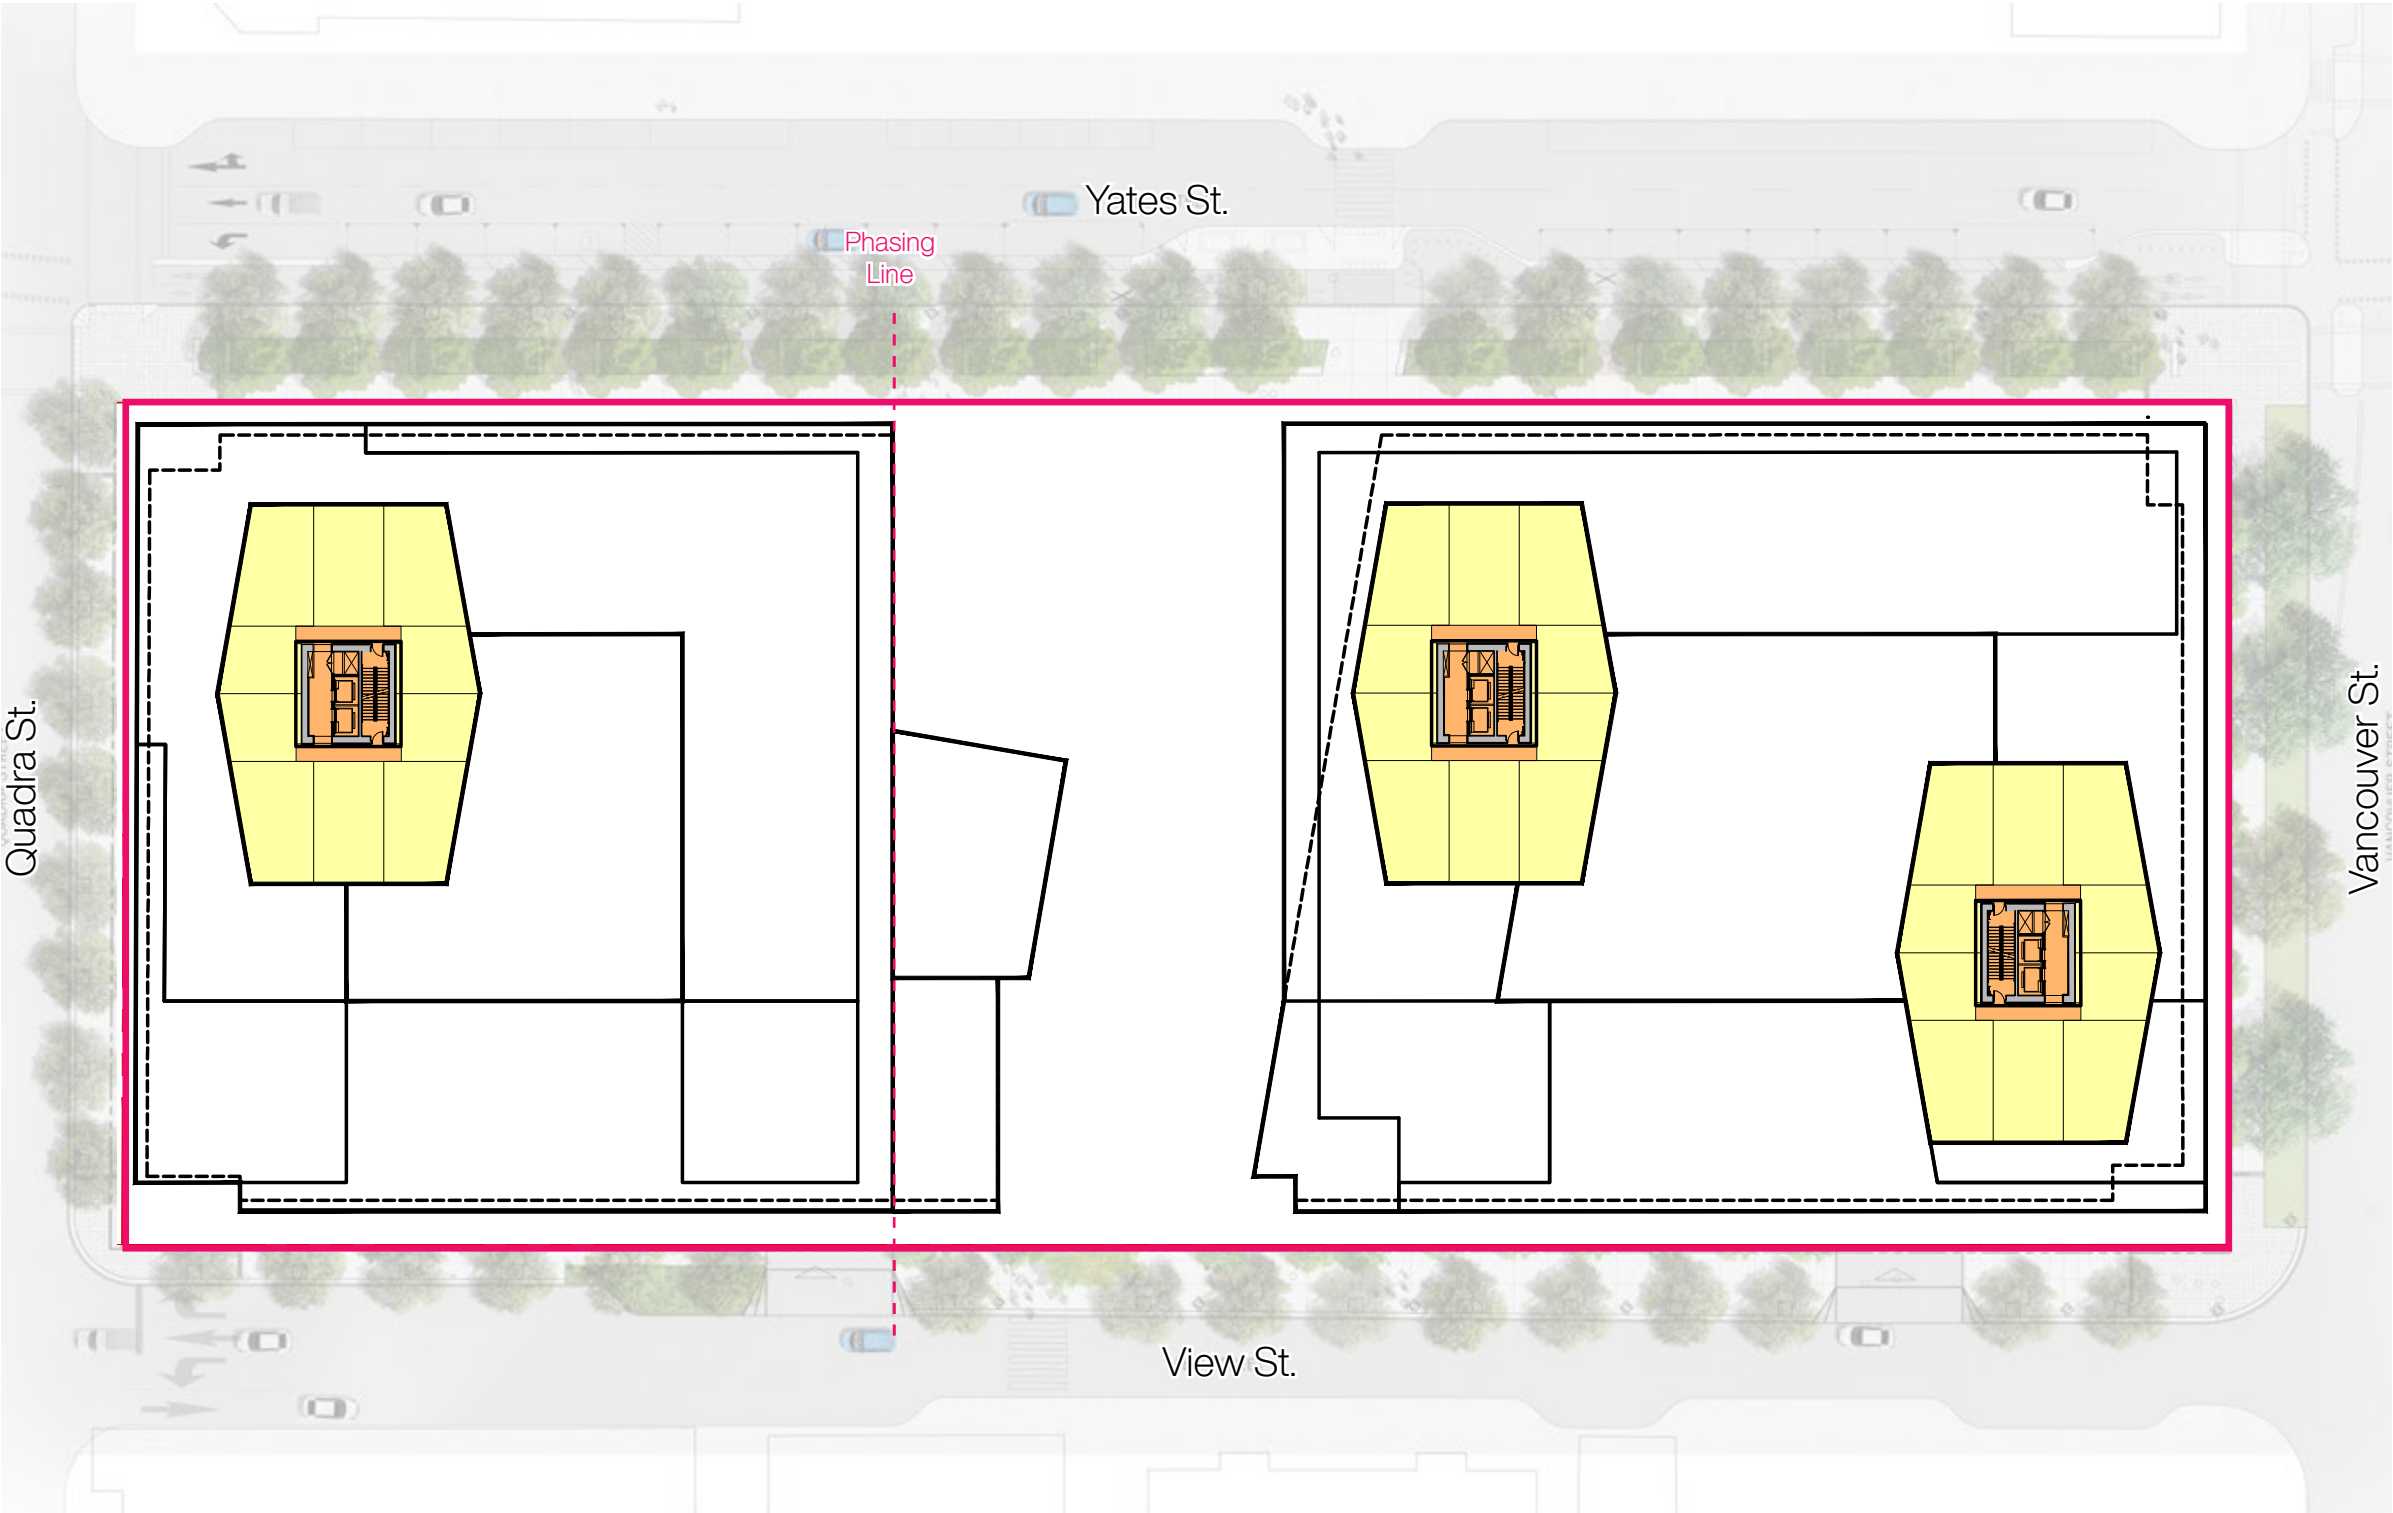 Yates St.
Phasing
Line
Quadra St.
Vancouver St.
View St.